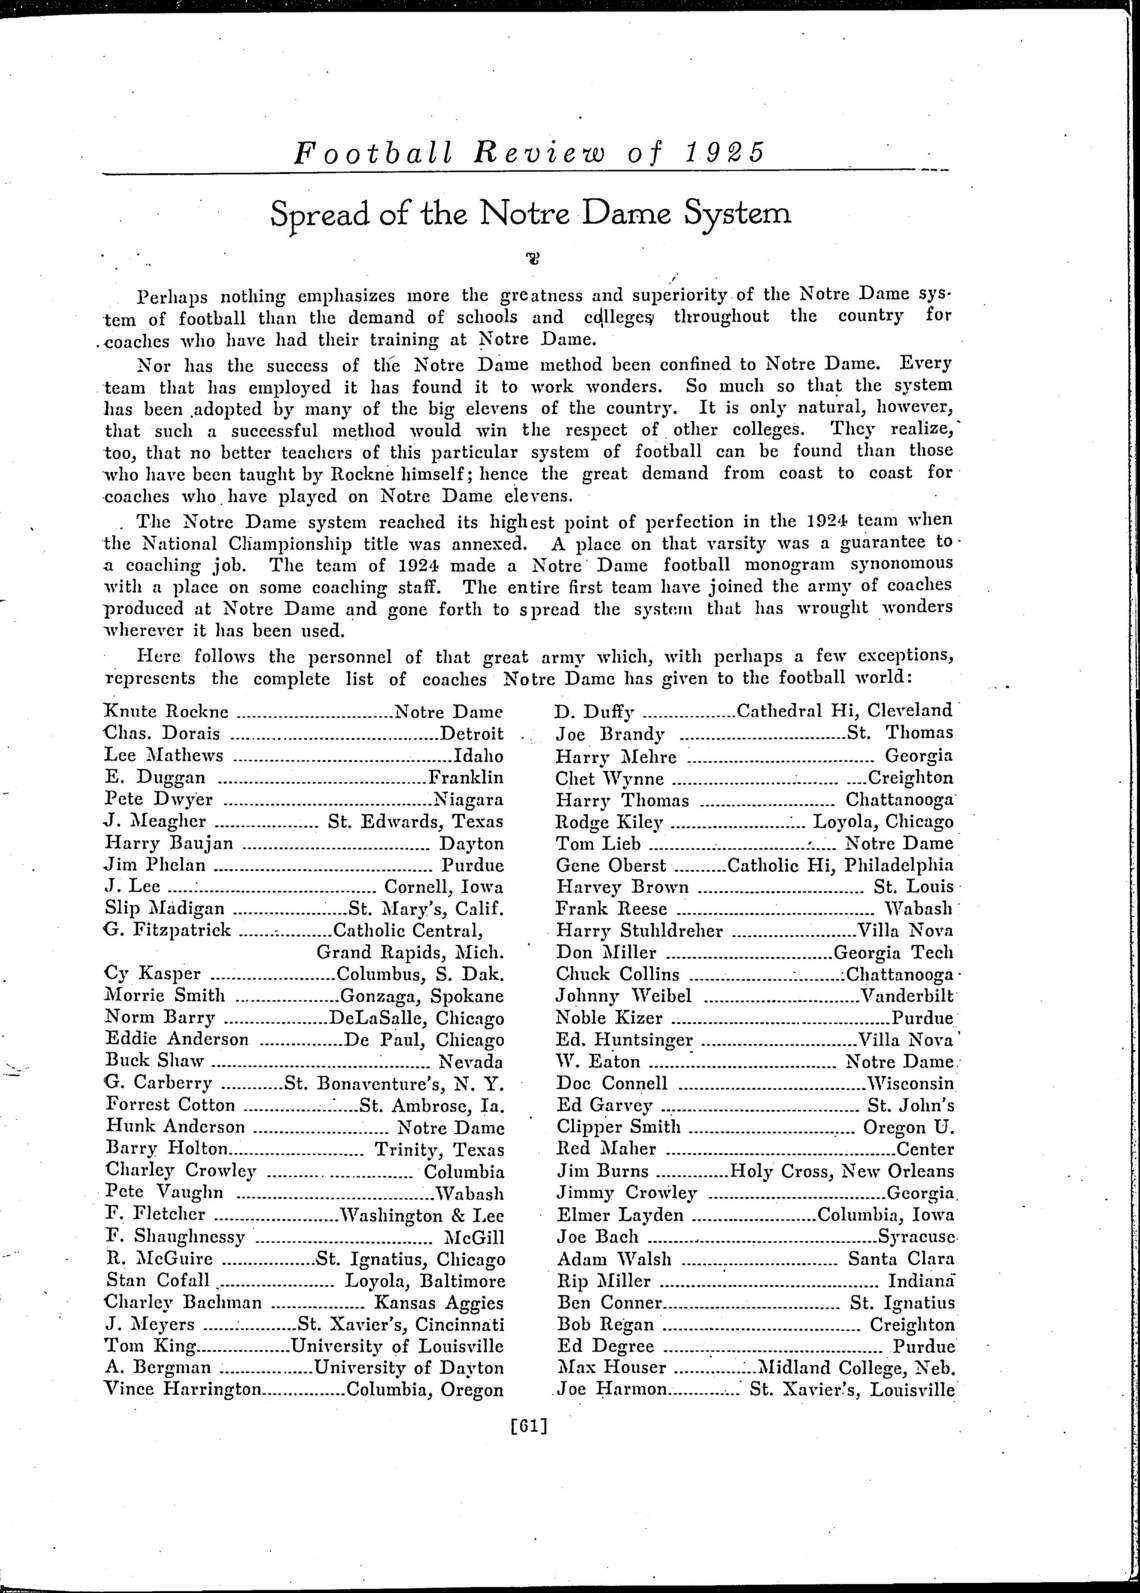 Football Review of 1925
Spread of the Notre Dame System
Perhaps nothing emphasizes more the greatness and superiority of the Notre Dame sys-
tem of football than the demand of schools and colleges throughout the country for
coaches who have had their training at Notre Dame.
Nor has the success of the Notre Dame method been confined to Notre Dame. Every
team that has employed it has found it to work wonders. So much so that the system
has been adopted by many of the big elevens of the country. It is only natural, however,
that such a successful method would win the respect of other colleges. They realize,
too, that no better teachers of this particular system of football can be found than those
who have been taught by Rockne himself; hence the great demand from coast to coast for
coaches who have played on Notre Dame elevens.
The Notre Dame system reached its highest point of perfection in the 1924 team when
the National Championship title was annexed. A place on that varsity was a guarantee to
a coaching job. The team of 1924 made a Notre Dame football monogram synonomous
with a place on some coaching staff. The entire first team have joined the army of coaches
produced at Notre Dame and gone forth to spread the system that has wrought wonders
wherever it has been used.
Here follows the personnel of that great army which, with perhaps a few exceptions,
represents the complete list of coaches Notre Dame has given to the football world:
Knute Rockne ............ Notre Dame
Chas. Dorais ............ Detroit
Lee Mathews ............ Idaho
E. Duggan ............ Franklin
Pete Dwyer ............ Niagara
J. Meagher ............ St. Edwards, Texas
Harry Baujan ............ Dayton
Jim Phelan ............ Purdue
J. Lee ............ Cornell, Iowa
Slip Madigan ............ St. Mary's, Calif.
G. Fitzpatrick ............ Catholic Central,
Grand Rapids, Mich.
Cy Kasper ............ Columbus, S. Dak.
Morrie Smith ............ Gonzaga, Spokane
Norm Barry ............ DeLaSalle, Chicago
Eddie Anderson ............ De Paul, Chicago
Buck Shaw ............ Nevada
G. Carberry ............ St. Bonaventure's, N. Y.
Forrest Cotton ............ St. Ambrose, Ia.
Hunk Anderson ............ Notre Dame
Barry Holton ............ Trinity, Texas
Charley Crowley ............ Columbia
Pete Vaughn ............ Wabash
F. Fletcher ............ Washington & Lee
F. Shaughnessy ............ McGill
R. McGuire ............ St. Ignatius, Chicago
Stan Cofall ............ Loyola, Baltimore
Charley Bachman ............ Kansas Aggies
J. Meyers ............ St. Xavier's, Cincinnati
Tom King ............ University of Louisville
A. Bergman ............ University of Dayton
Vince Harrington ............ Columbia, Oregon
D. Duffy ............ Cathedral Hi, Cleveland
Joe Brandy ............ St. Thomas
Harry Mehre ............ Georgia
Chet Wynne ............ Creighton
Harry Thomas ............ Chattanooga
Rodge Kiley ............ Loyola, Chicago
Tom Lieb ............ Notre Dame
Gene Oberst ............ Catholic Hi, Philadelphia
Harvey Brown ............ St. Louis
Frank Reese ............ Wabash
Harry Stuhldreher ............ Villa Nova
Don Miller ............ Georgia Tech
Chuck Collins ............ Chattanooga
Johnny Weibel ............ Vanderbilt
Noble Kizer ............ Purdue
Ed. Huntsinger ............ Villa Nova
W. Eaton ............ Notre Dame
Doc Connell ............ Wisconsin
Ed Garvey ............ St. John's
Clipper Smith ............ Oregon U.
Red Maher ............ Center
Jim Burns ............ Holy Cross, New Orleans
Jimmy Crowley ............ Georgia
Elmer Layden ............ Columbia, Iowa
Joe Bach ............ Syracuse
Adam Walsh ............ Santa Clara
Rip Miller ............ Indiana
Ben Conner ............ St. Ignatius
Bob Regan ............ Creighton
Ed Degree ............ Purdue
Max Houser ............ Midland College, Neb.
Joe Harmon ............ St. Xavier's, Louisville
[61]